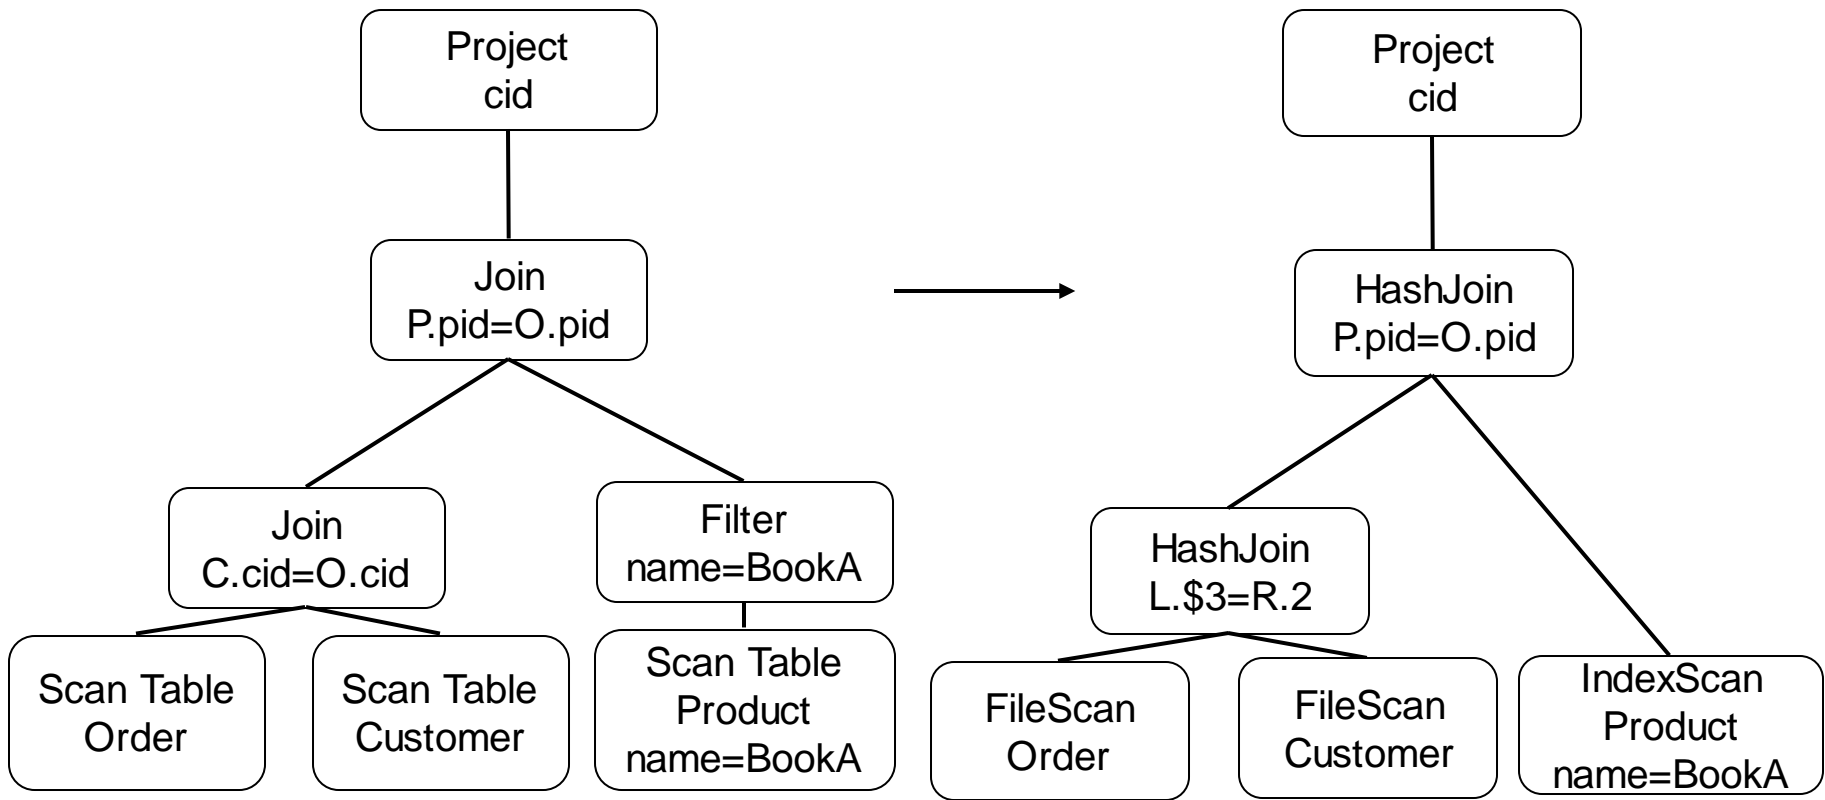 Project
cid
Join
P.pid=O.pid
Join
C.cid=O.cid
Filter
name=BookA
Scan Table
Order
Scan Table
Customer
Scan Table
Product
name=BookA
Project
cid
HashJoin
P.pid=O.pid
HashJoin
L.$3=R.2
FileScan
Order
FileScan
Customer
IndexScan
Product
name=BookA